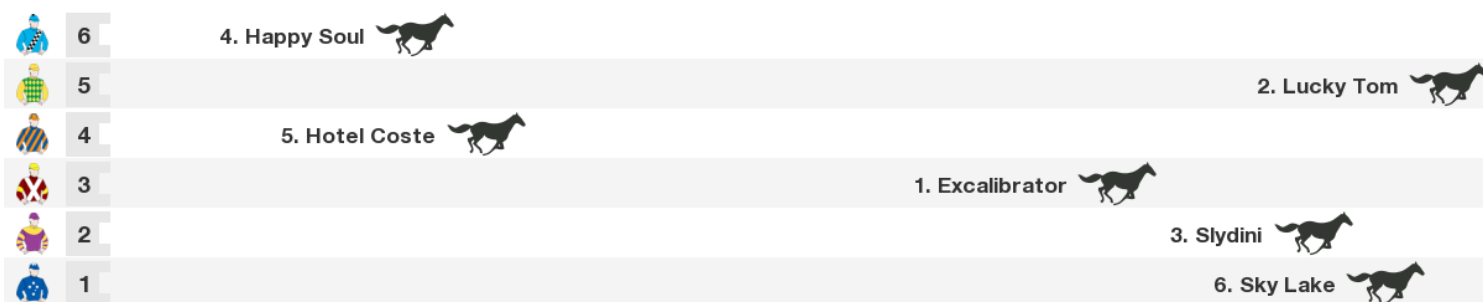 6 4. Happy Soul
5 2. Lucky Tom
4 5. Hotel Coste
3 1. Excalibrator
2 3. Slydini
1 6. Sky Lake